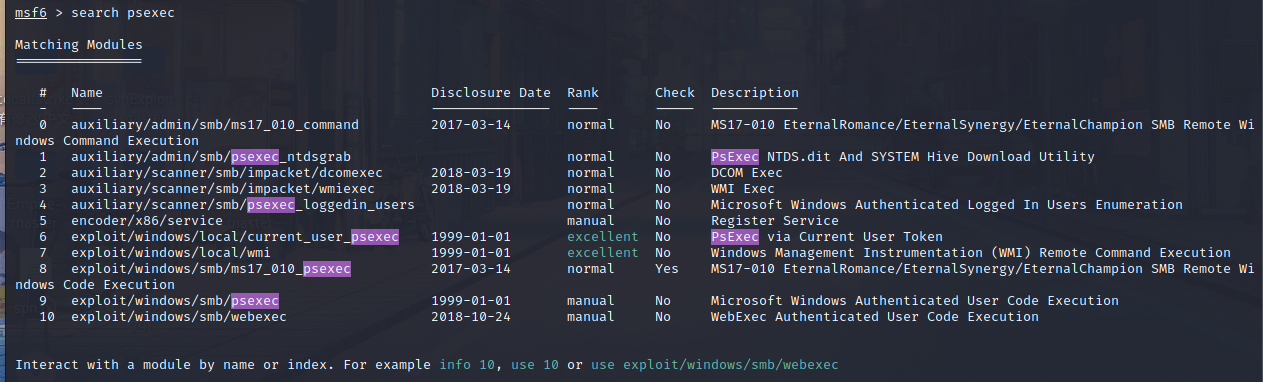 msf6 > search psexec
Matching Modules
================
# Name Disclosure Date Rank Check Description
- ---- --------------- ---- ----- -----------
0 auxiliary/admin/smb/ms17_010_command 2017-03-14 normal No MS17-010 EternalRomance/EternalSynergy/EternalChampion SMB Remote Wi
ndows Command Execution
1 auxiliary/admin/smb/psexec_ntdsgrab normal No PsExec NTDS.dit And SYSTEM Hive Download Utility
2 auxiliary/scanner/smb/impacket/dcomexec 2018-03-19 normal No DCOM Exec
3 auxiliary/scanner/smb/impacket/wmiexec 2018-03-19 normal No WMI Exec
4 auxiliary/scanner/smb/psexec_loggedin_users normal No Microsoft Windows Authenticated Logged In Users Enumeration
5 encoder/x86/service manual No Register Service
6 exploit/windows/local/current_user_psexec 1999-01-01 excellent No PsExec via Current User Token
7 exploit/windows/local/wmi 1999-01-01 excellent No Windows Management Instrumentation (WMI) Remote Command Execution
8 exploit/windows/smb/ms17_010_psexec 2017-03-14 normal Yes MS17-010 EternalRomance/EternalSynergy/EternalChampion SMB Remote Wi
ndows Code Execution
9 exploit/windows/smb/psexec 1999-01-01 manual No Microsoft Windows Authenticated User Code Execution
10 exploit/windows/smb/webexec 2018-10-24 manual No WebExec Authenticated User Code Execution
Interact with a module by name or index. For example info 10, use 10 or use exploit/windows/smb/webexec